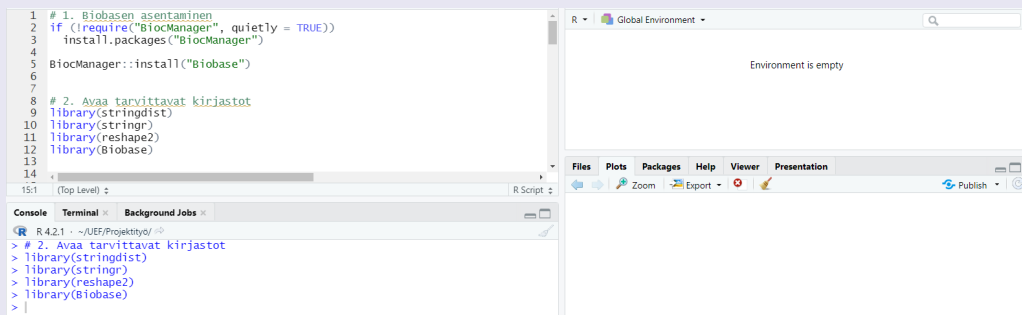 1 # 1. Biobasen asentaminen
2 if (!require("BiocManager", quietly = TRUE))
3 install.packages("BiocManager")
4
5 BiocManager::install("Biobase")
6
7
8 # 2. Avaa tarvittavat kirjastot
9 library(stringdist)
10 library(stringr)
11 library(reshape2)
12 library(Biobase)
13
14
15:1 (Top Level) R Script
Console Terminal Background Jobs
R 4.2.1 · ~/UEF/Projektityö/
> # 2. Avaa tarvittavat kirjastot
> library(stringdist)
> library(stringr)
> library(reshape2)
> library(Biobase)
>
R Global Environment
Environment is empty
Files Plots Packages Help Viewer Presentation
Zoom Export Publish